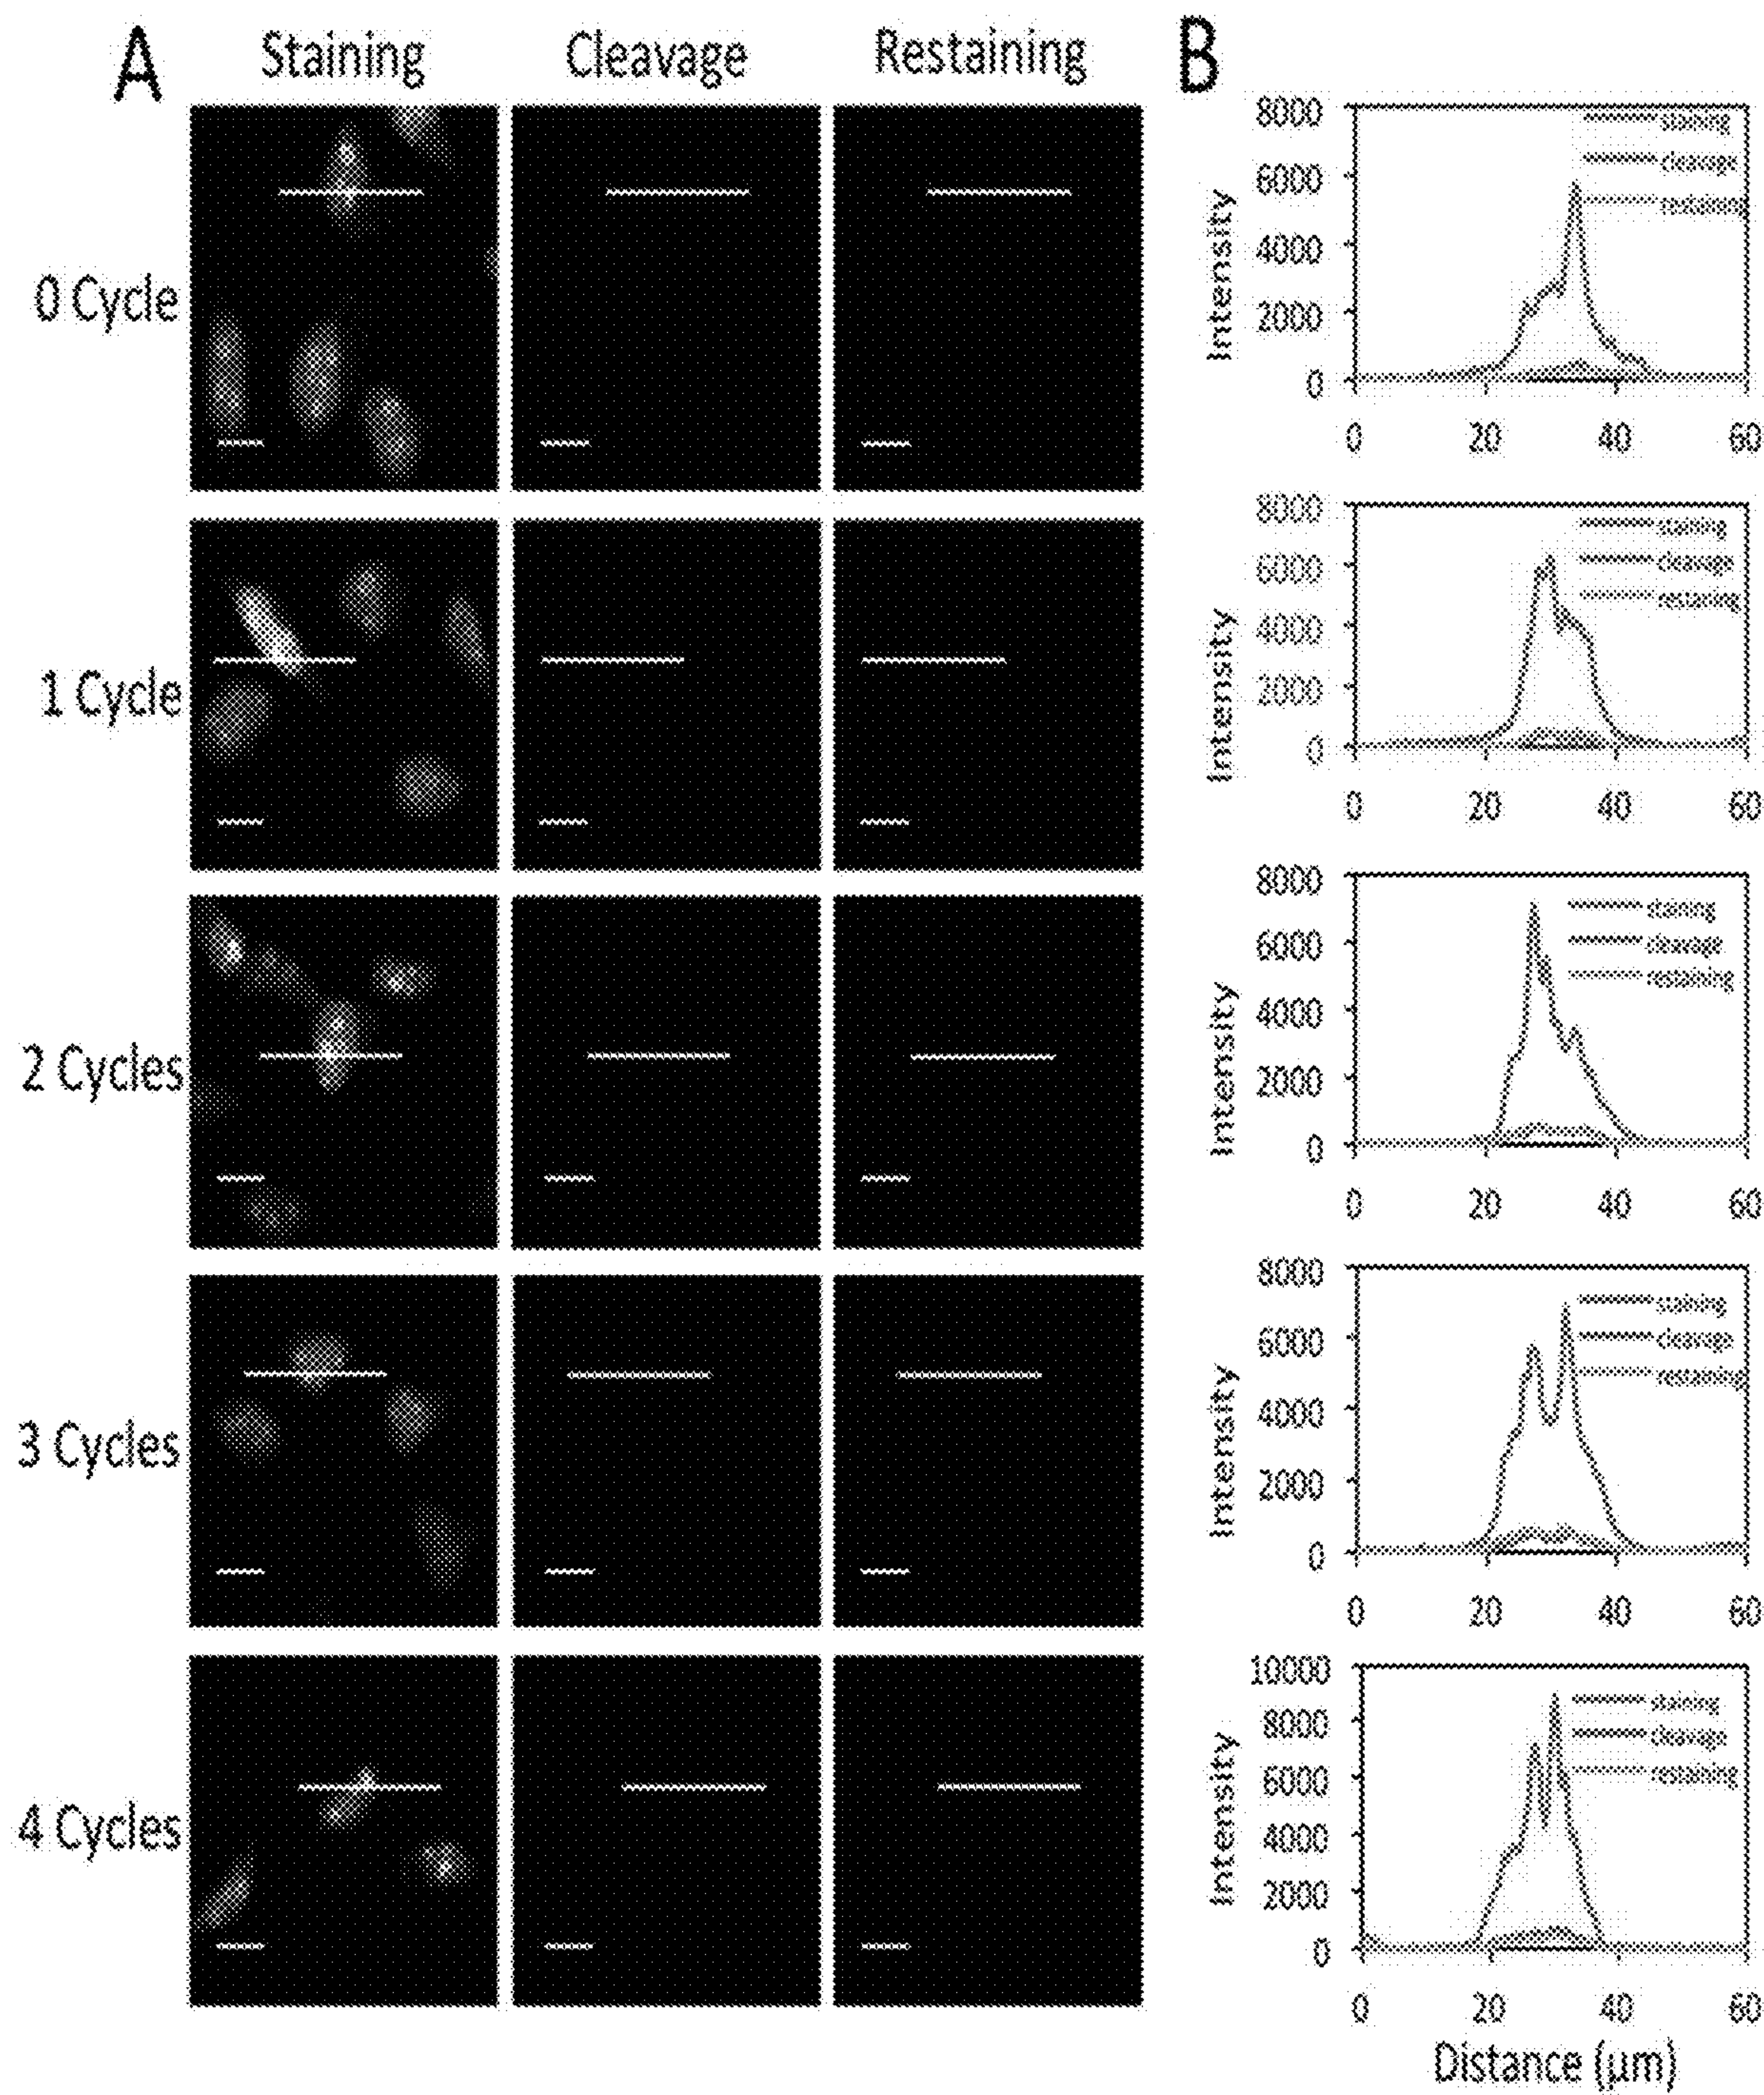 A Staining Cleavage Restaining B
0 Cycle
8000
6000
4000
2000
0
Intensity
staining
cleavage
restaining
0 20 40 60
1 Cycle
8000
6000
4000
2000
0
Intensity
staining
cleavage
restaining
0 20 40 60
2 Cycles
8000
6000
4000
2000
0
Intensity
staining
cleavage
restaining
0 20 40 60
3 Cycles
8000
6000
4000
2000
0
Intensity
staining
cleavage
restaining
0 20 40 60
4 Cycles
10000
8000
6000
4000
2000
0
Intensity
staining
cleavage
restaining
0 20 40 60
Distance (μm)